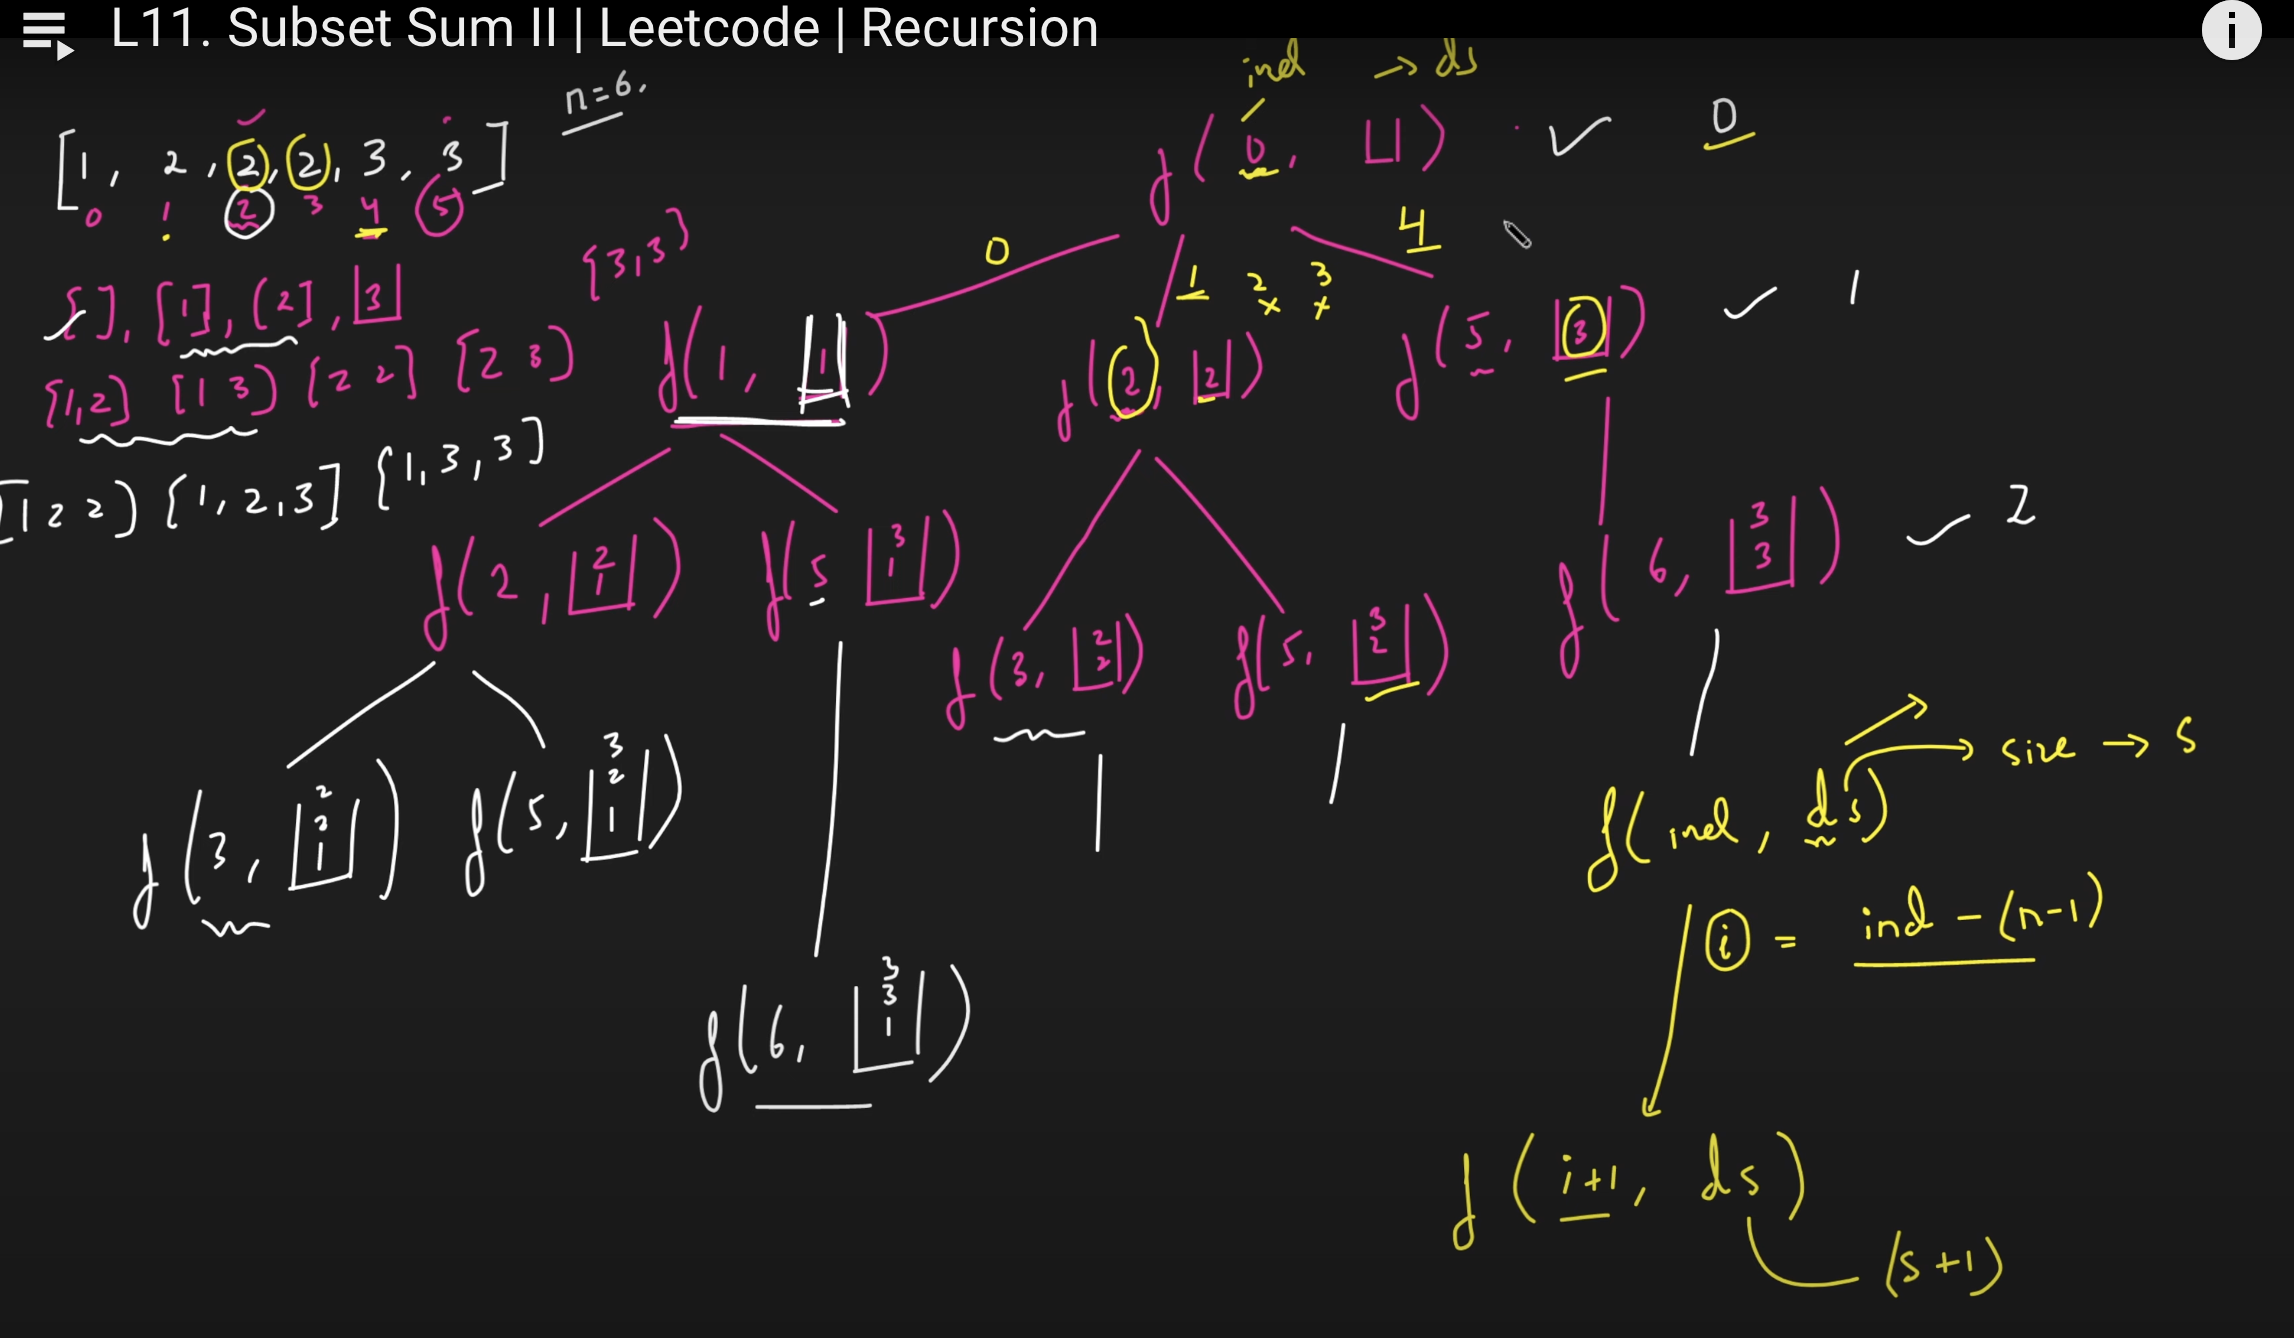 L11. Subset Sum II | Leetcode | Recursion
i
ind → ds
n=6.
[1, 2, 2, 2, 3, 3]
0 1 2 3 4 5
f(0, [])
0
{ ], [1], [2], [3]
{3,3}
0
1 2 3
x x
4
{1,2} [1 3) [2 2] [2 3)
f(1, [1])
f(2, [2])
f(5, [3])
1
[1 2 2) {1,2,3] {1,3,3]
f(2, 2 1)
f(5 3 1)
f(3, 2 2)
f(5, 3 2)
f(6, 3 3)
2
f(3, 2 2 1)
f(5, 3 2 1)
size → s
f(ind, ds)
i = ind - (n-1)
f(6, 3 3 1)
f(i+1, ds)
(s+1)